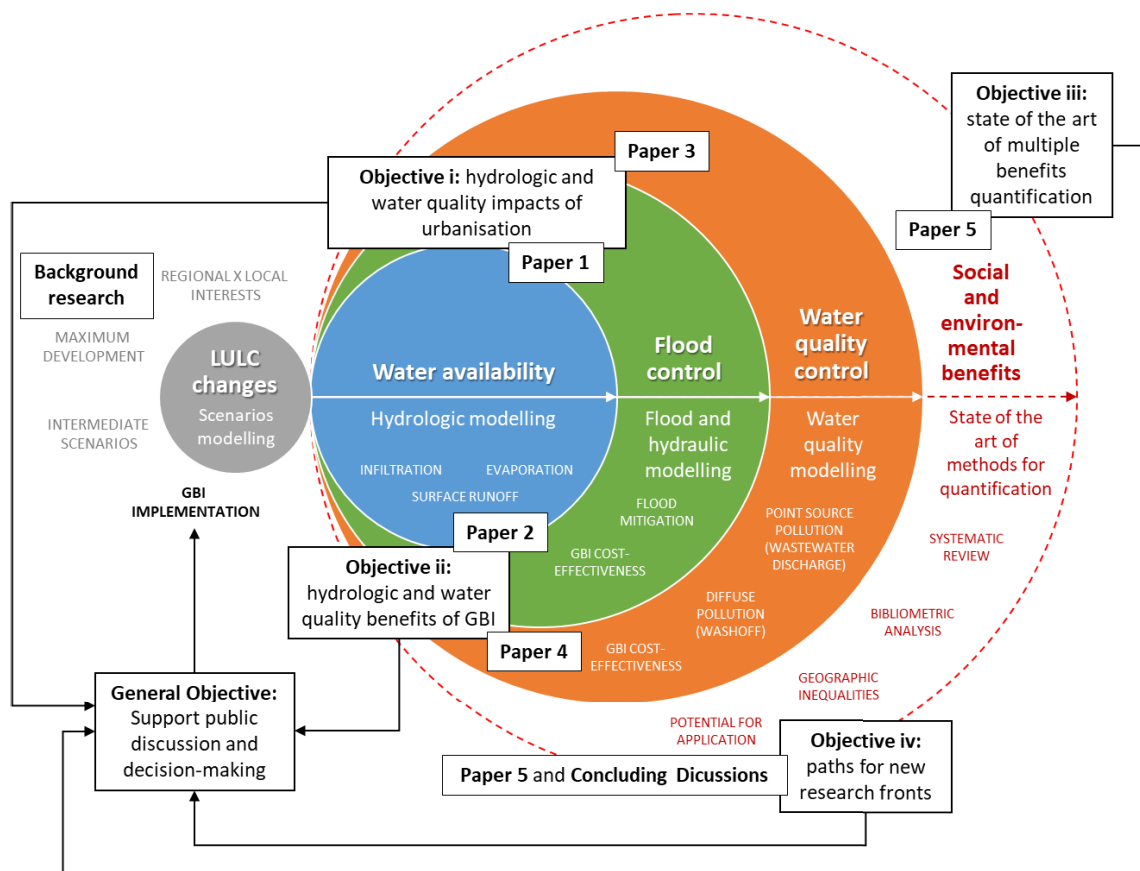 Objective iii:
state of the art
of multiple
benefits
quantification
Paper 3
Objective i: hydrologic and
water quality impacts of
urbanisation
Paper 5
Paper 1
Background
research
REGIONAL X LOCAL
INTERESTS
MAXIMUM
DEVELOPMENT
INTERMEDIATE
SCENARIOS
LULC
changes
Scenarios
modelling
GBI
IMPLEMENTATION
Water availability
Hydrologic modelling
INFILTRATION
EVAPORATION
SURFACE RUNOFF
Flood
control
Flood and
hydraulic
modelling
FLOOD
MITIGATION
GBI COST-
EFFECTIVENESS
Water
quality
control
Water
quality
modelling
POINT SOURCE
POLLUTION
(WASTEWATER
DISCHARGE)
DIFFUSE
POLLUTION
(WASHOFF)
GBI COST-
EFFECTIVENESS
Social
and
environ-
mental
benefits
State of the
art of
methods for
quantification
SYSTEMATIC
REVIEW
BIBLIOMETRIC
ANALYSIS
GEOGRAPHIC
INEQUALITIES
POTENTIAL FOR
APPLICATION
Paper 2
Objective ii:
hydrologic and water
quality benefits of GBI
Paper 4
General Objective:
Support public
discussion and
decision-making
Paper 5 and Concluding Dicussions
Objective iv:
paths for new
research fronts